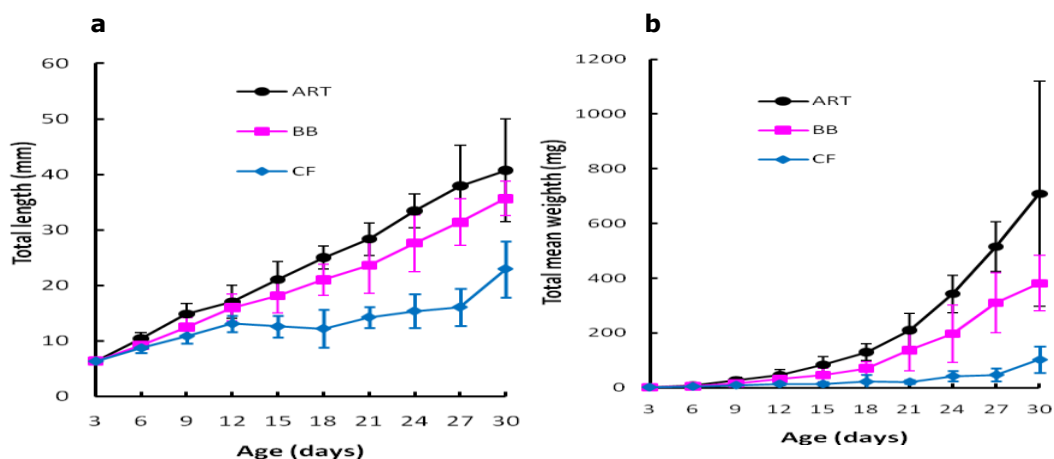 a
60
50
40
30
20
10
0
Total length (mm)
ART
BB
CF
3 6 9 12 15 18 21 24 27 30
Age (days)
b
1200
1000
800
600
400
200
0
Total mean weighth (mg)
ART
BB
CF
3 6 9 12 15 18 21 24 27 30
Age (days)